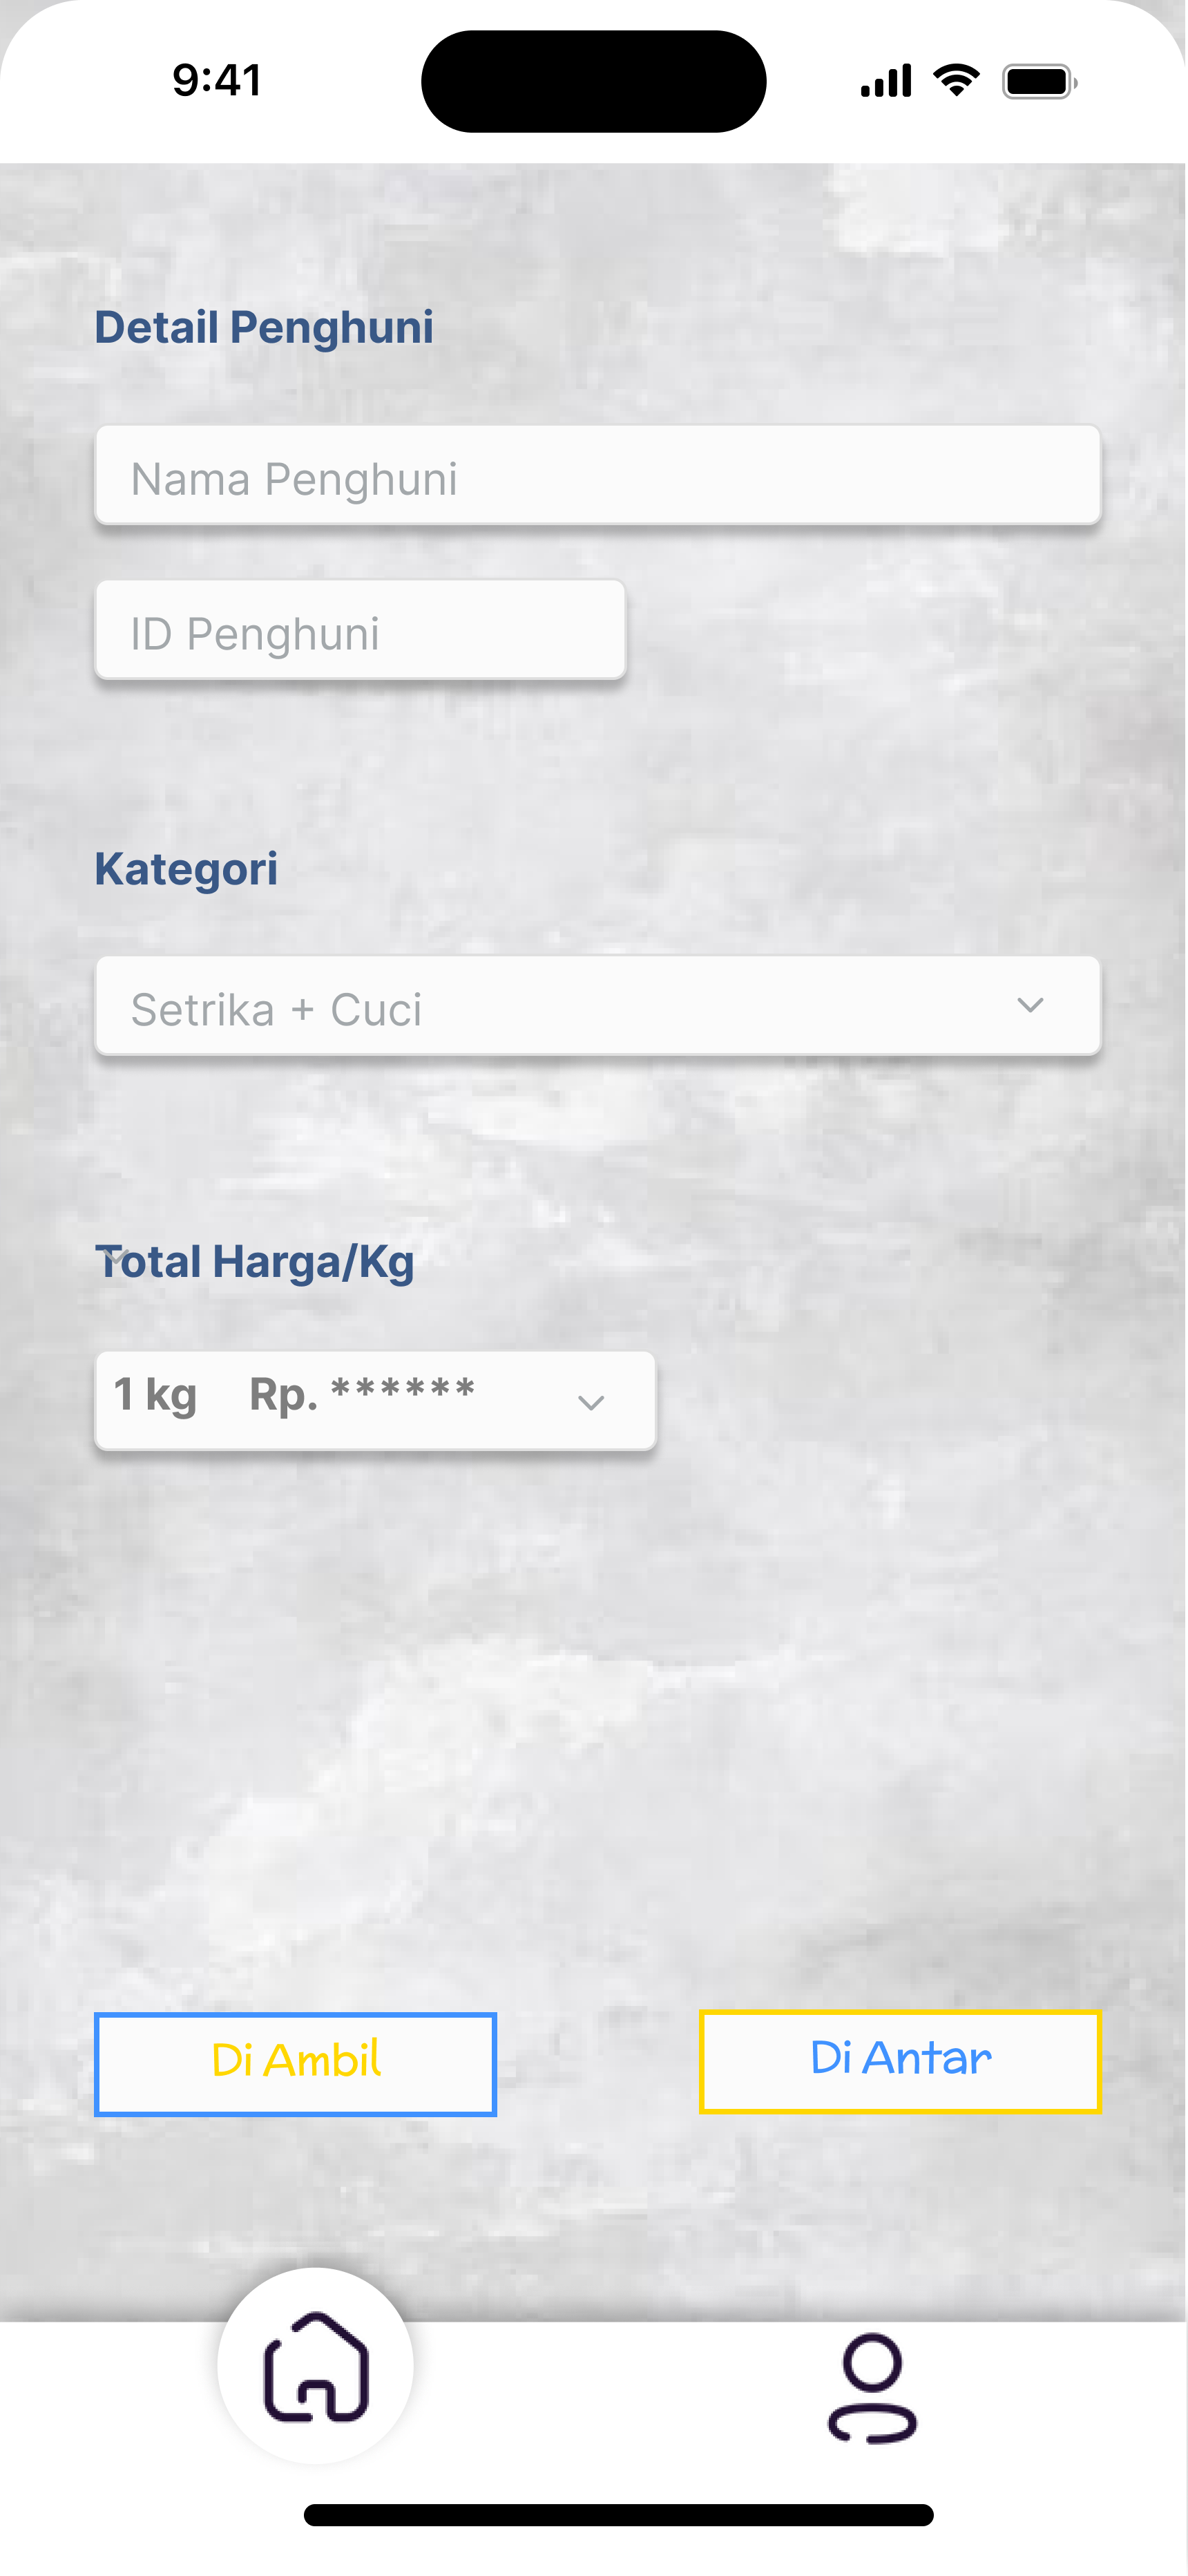 9:41
Detail Penghuni
Nama Penghuni
ID Penghuni
Kategori
Setrika + Cuci
Total Harga/Kg
1 kg Rp. ******
Di Ambil
Di Antar